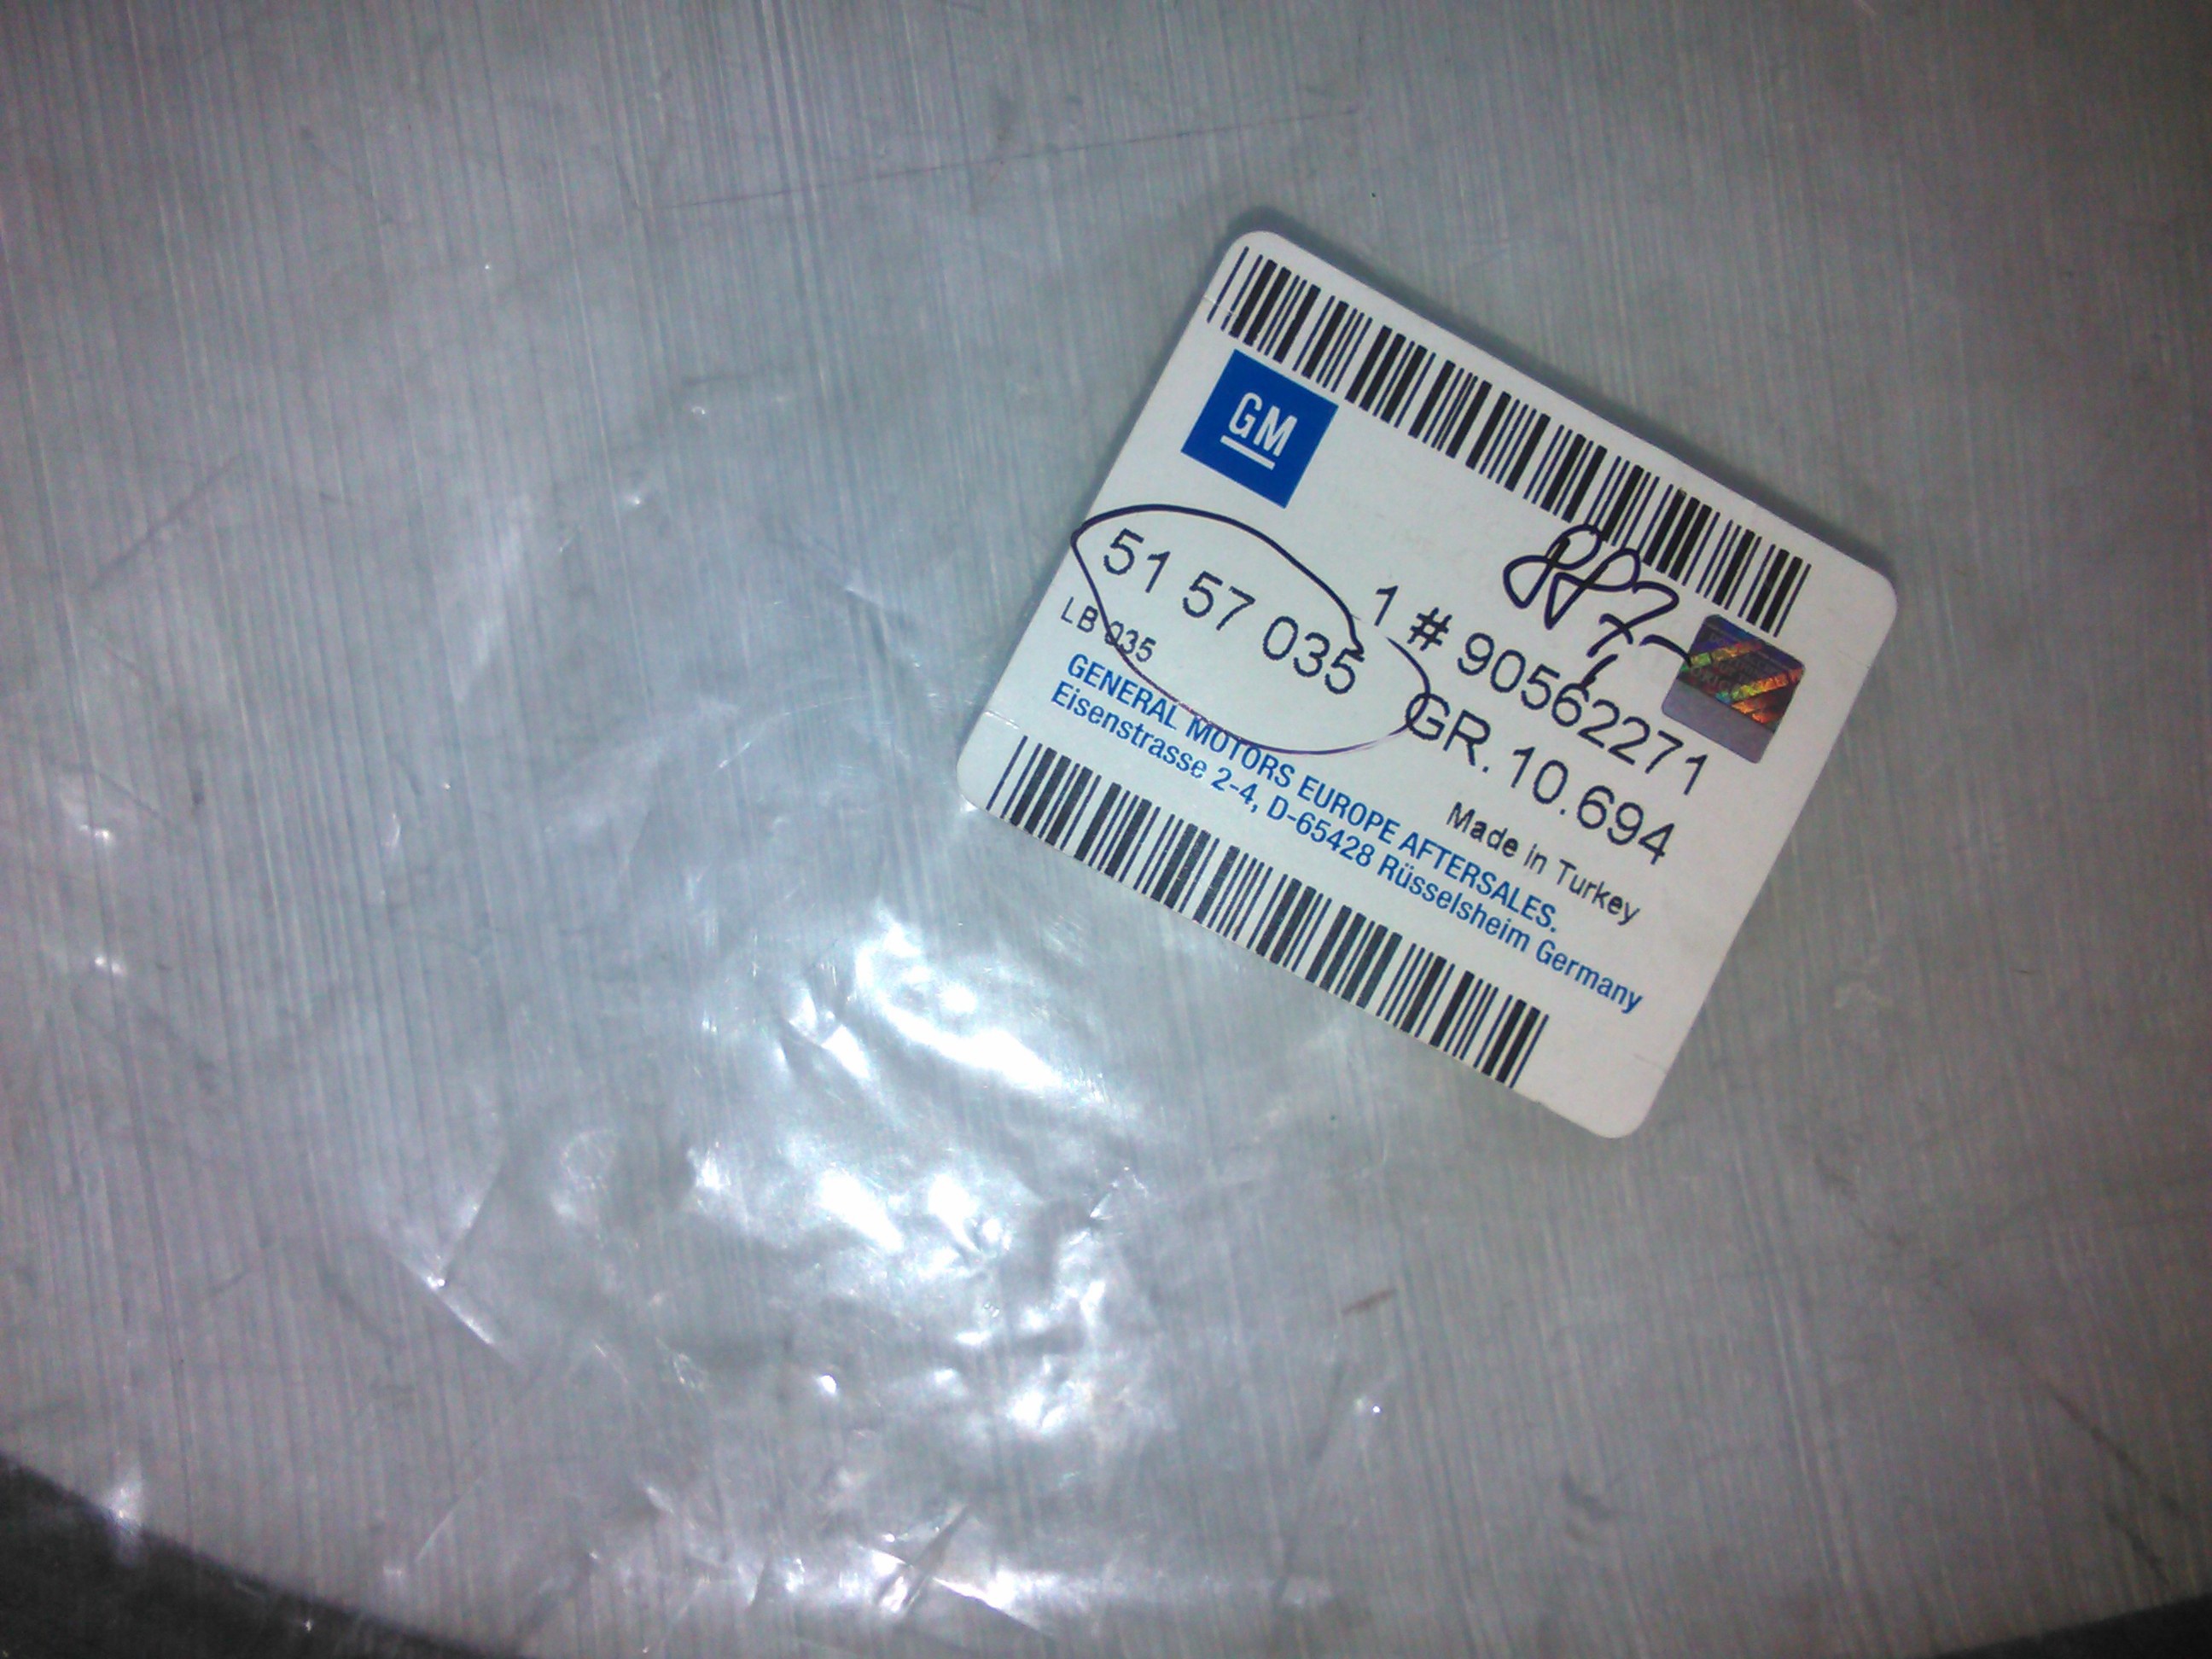 GM
887,-
51 57 035
1 # 90562271
LB 035
GR. 10.694
Made in Turkey
GENERAL MOTORS EUROPE AFTERSALES.
Eisenstrasse 2-4, D-65428 Rüsselsheim Germany